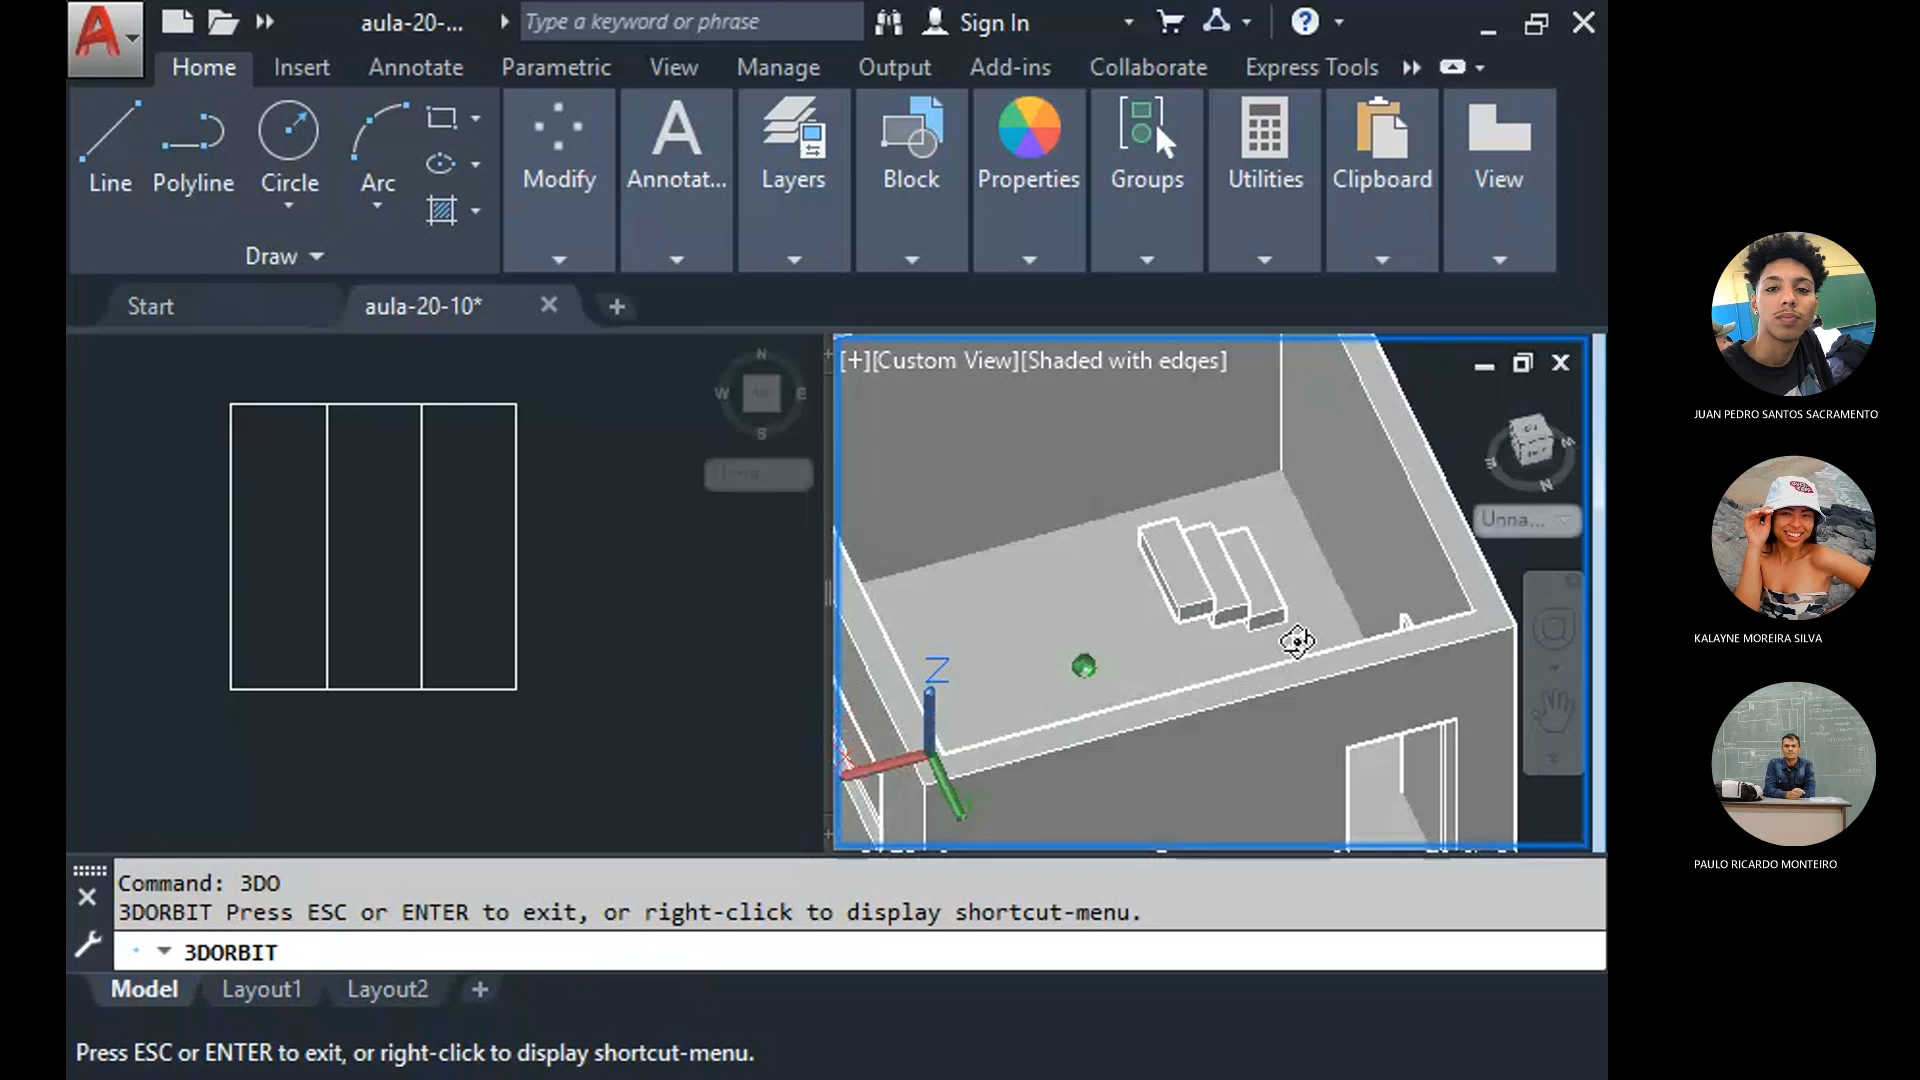 A
aula-20-...
Type a keyword or phrase
Sign In
?
Home
Insert
Annotate
Parametric
View
Manage
Output
Add-ins
Collaborate
Express Tools
Line
Polyline
Circle
Arc
Draw
Modify
A
Annotat...
Layers
Block
Properties
Groups
Utilities
Clipboard
View
Start
aula-20-10*
N
W
E
S
[+][Custom View][Shaded with edges]
N
Unna...
Z
Command: 3DO
3DORBIT Press ESC or ENTER to exit, or right-click to display shortcut-menu.
3DORBIT
Model
Layout1
Layout2
Press ESC or ENTER to exit, or right-click to display shortcut-menu.
JUAN PEDRO SANTOS SACRAMENTO
KALAYNE MOREIRA SILVA
PAULO RICARDO MONTEIRO